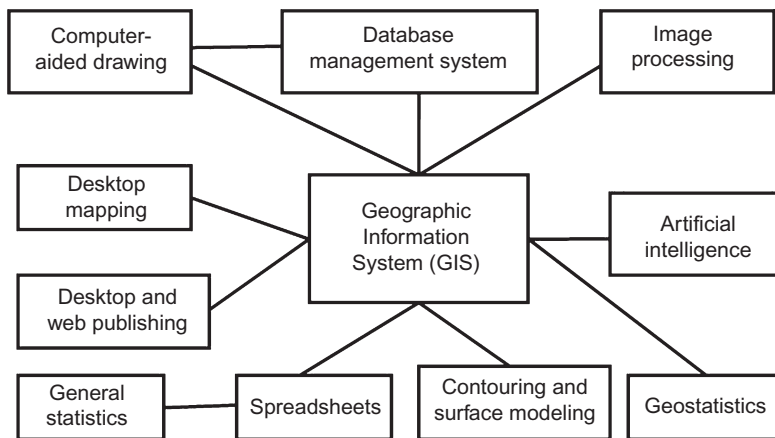 Computer-
aided drawing
Database
management system
Image
processing
Desktop
mapping
Geographic
Information
System (GIS)
Artificial
intelligence
Desktop and
web publishing
General
statistics
Spreadsheets
Contouring and
surface modeling
Geostatistics